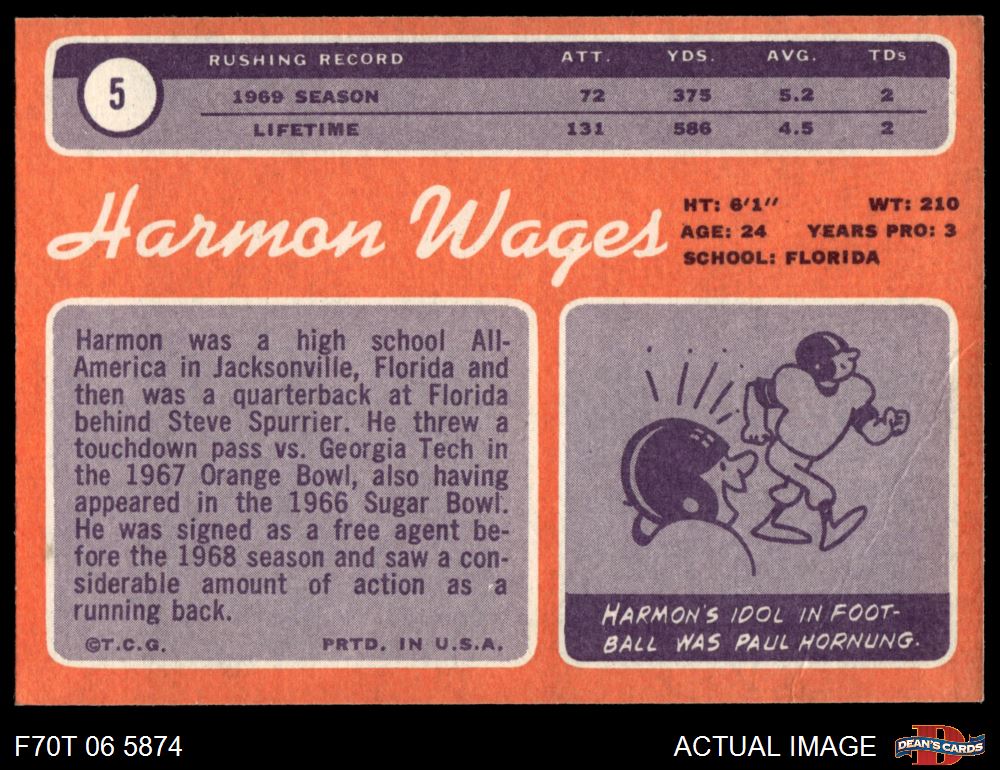 5
RUSHING RECORD ATT. YDS. AVG. TDs
1969 SEASON 72 375 5.2 2
LIFETIME 131 586 4.5 2
Harmon Wages
HT: 6'1" WT: 210
AGE: 24 YEARS PRO: 3
SCHOOL: FLORIDA
Harmon was a high school All-
America in Jacksonville, Florida and
then was a quarterback at Florida
behind Steve Spurrier. He threw a
touchdown pass vs. Georgia Tech in
the 1967 Orange Bowl, also having
appeared in the 1966 Sugar Bowl.
He was signed as a free agent be-
fore the 1968 season and saw a con-
siderable amount of action as a
running back.
©T.C.G. PRTD. IN U.S.A.
HARMON'S IDOL IN FOOT-
BALL WAS PAUL HORNUNG.
F70T 06 5874
ACTUAL IMAGE
D
DEAN'S CARDS